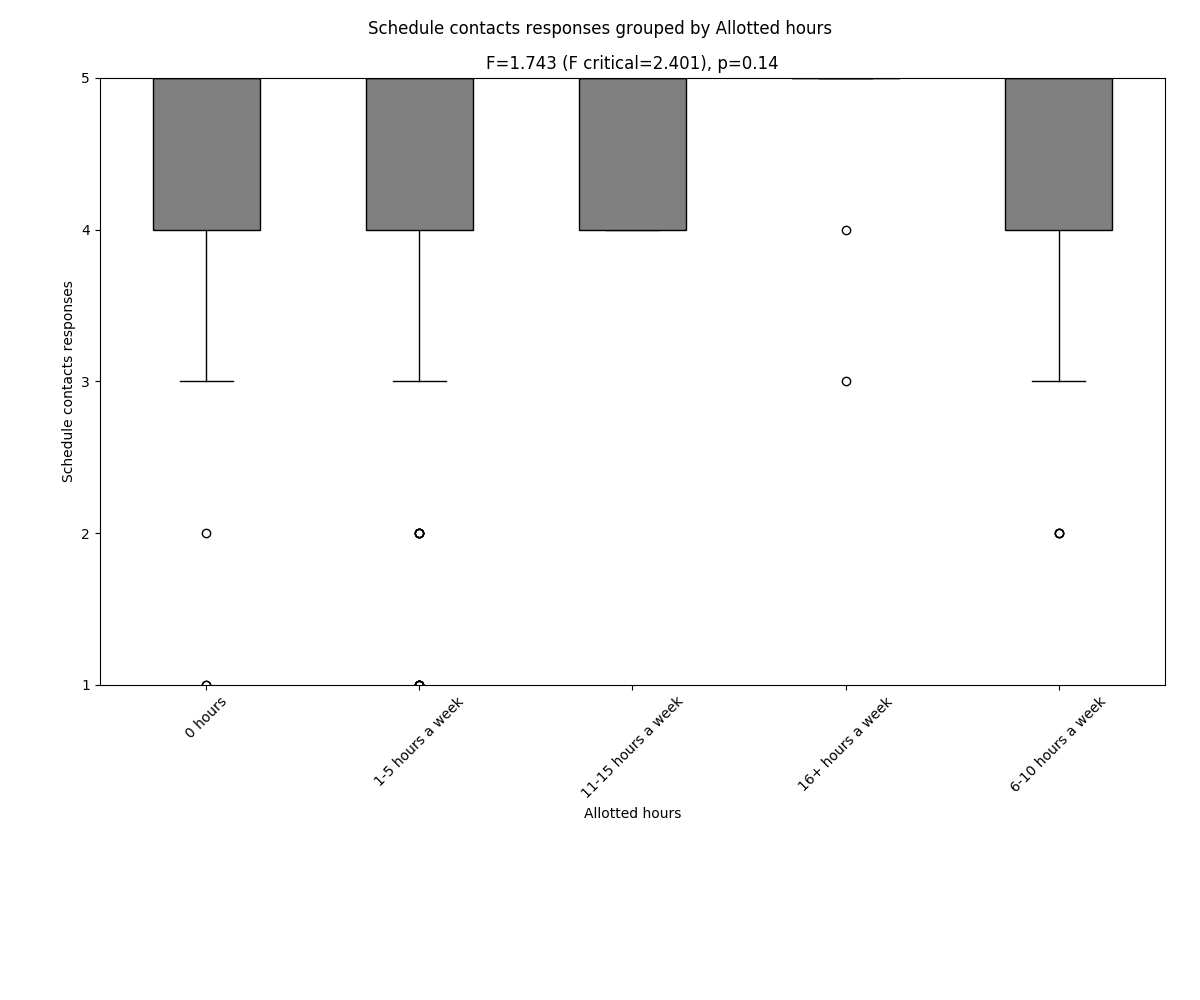 Schedule contacts responses grouped by Allotted hours
F=1.743 (F critical=2.401), p=0.14
5
4
3
2
1
Schedule contacts responses
0 hours
1-5 hours a week
11-15 hours a week
16+ hours a week
6-10 hours a week
Allotted hours